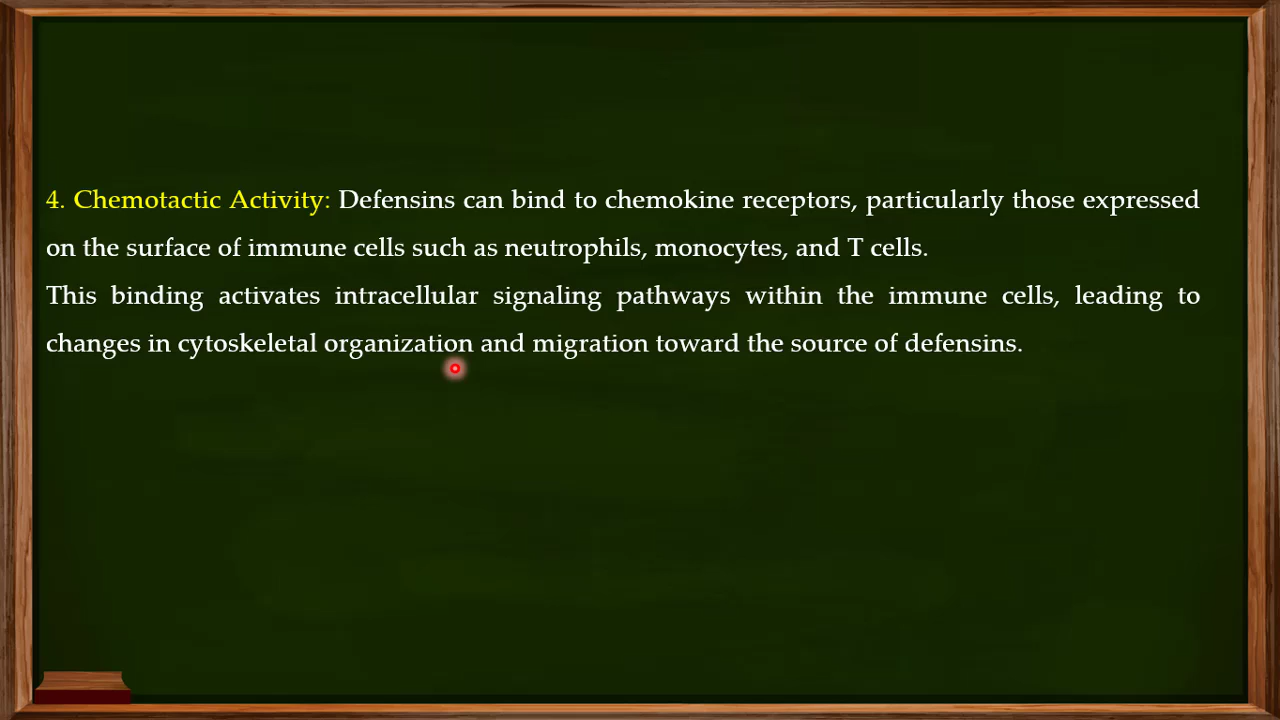 4. Chemotactic Activity: Defensins can bind to chemokine receptors, particularly those expressed
on the surface of immune cells such as neutrophils, monocytes, and T cells.
This binding activates intracellular signaling pathways within the immune cells, leading to
changes in cytoskeletal organization and migration toward the source of defensins.